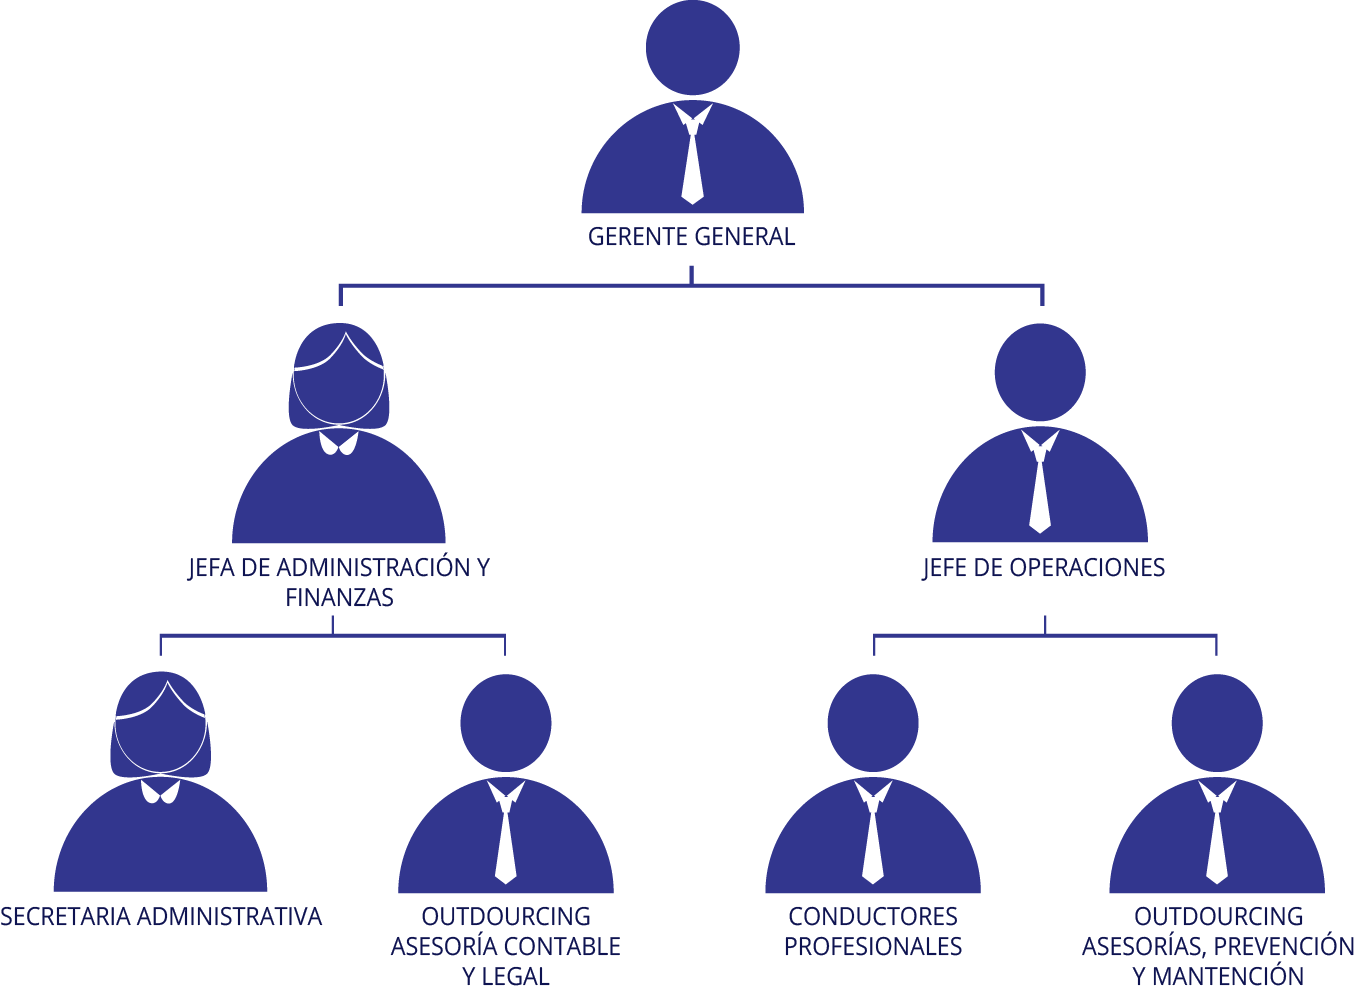 GERENTE GENERAL
JEFA DE ADMINISTRACIÓN Y
FINANZAS
JEFE DE OPERACIONES
SECRETARIA ADMINISTRATIVA
OUTDOURCING
ASESORÍA CONTABLE
Y LEGAL
CONDUCTORES
PROFESIONALES
OUTDOURCING
ASESORÍAS, PREVENCIÓN
Y MANTENCIÓN